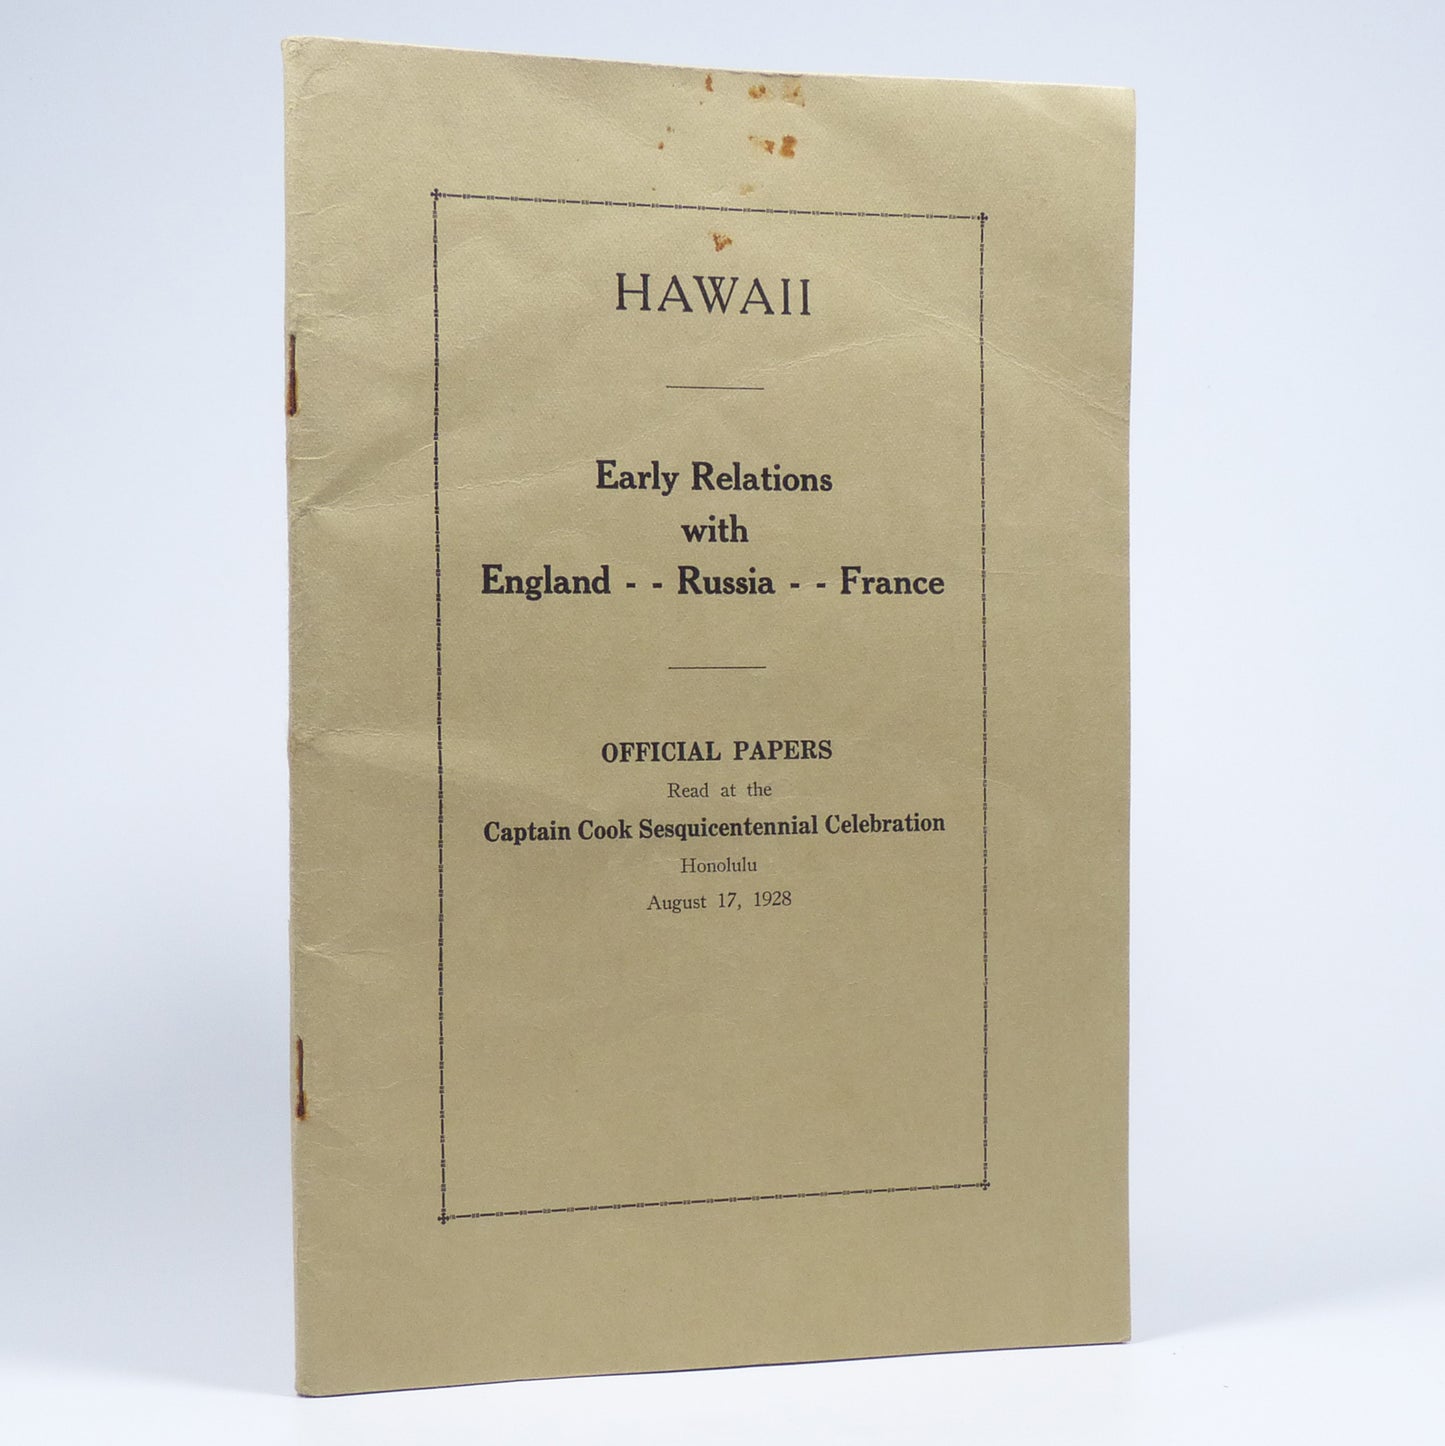 HAWAII
Early Relations
with
England - - Russia - - France
OFFICIAL PAPERS
Read at the
Captain Cook Sesquicentennial Celebration
Honolulu
August 17, 1928